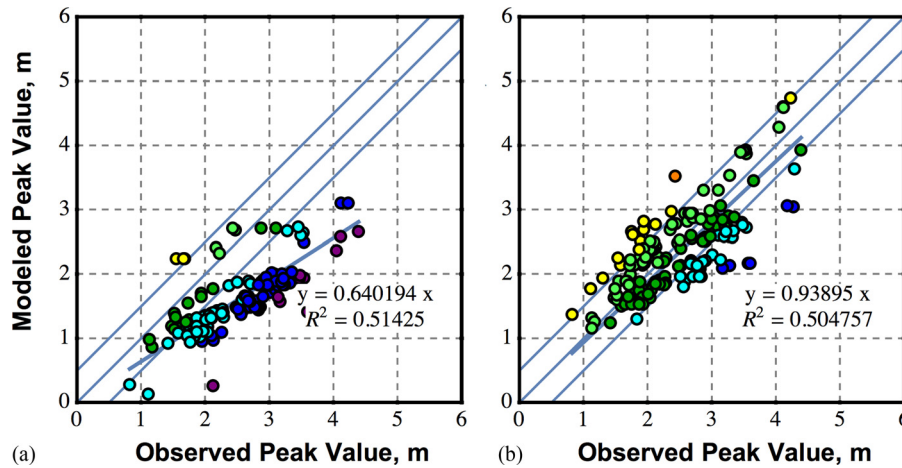 Modeled Peak Value, m
6
5
4
3
2
1
0
0 1 2 3 4 5 6
y = 0.640194 x
R² = 0.51425
(a)
Observed Peak Value, m
6
5
4
3
2
1
0
0 1 2 3 4 5 6
y = 0.93895 x
R² = 0.504757
(b)
Observed Peak Value, m